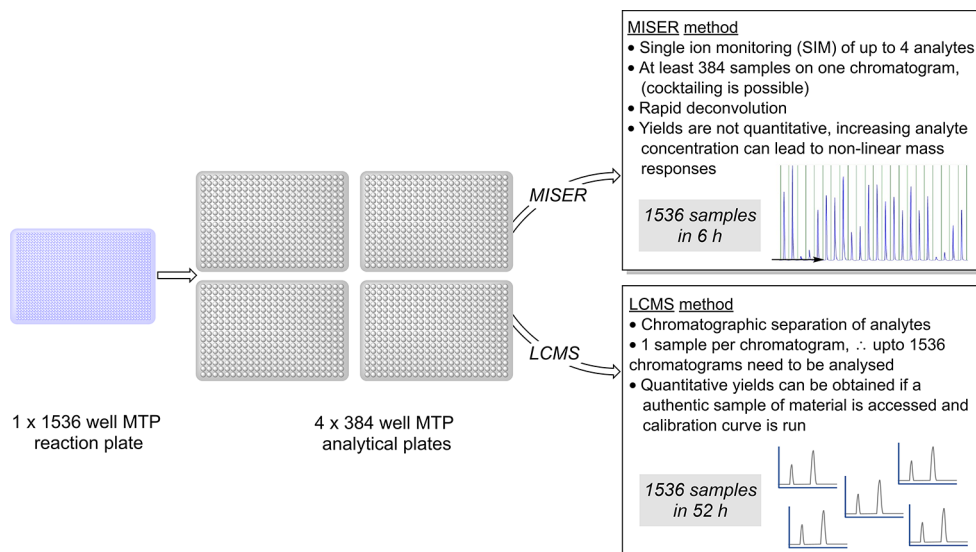 1 x 1536 well MTP
reaction plate
4 x 384 well MTP
analytical plates
MISER
LCMS
MISER method
• Single ion monitoring (SIM) of up to 4 analytes
• At least 384 samples on one chromatogram,
(cocktailing is possible)
• Rapid deconvolution
• Yields are not quantitative, increasing analyte
concentration can lead to non-linear mass
responses
1536 samples
in 6 h
LCMS method
• Chromatographic separation of analytes
• 1 sample per chromatogram, ∴ upto 1536
chromatograms need to be analysed
• Quantitative yields can be obtained if a
authentic sample of material is accessed and
calibration curve is run
1536 samples
in 52 h